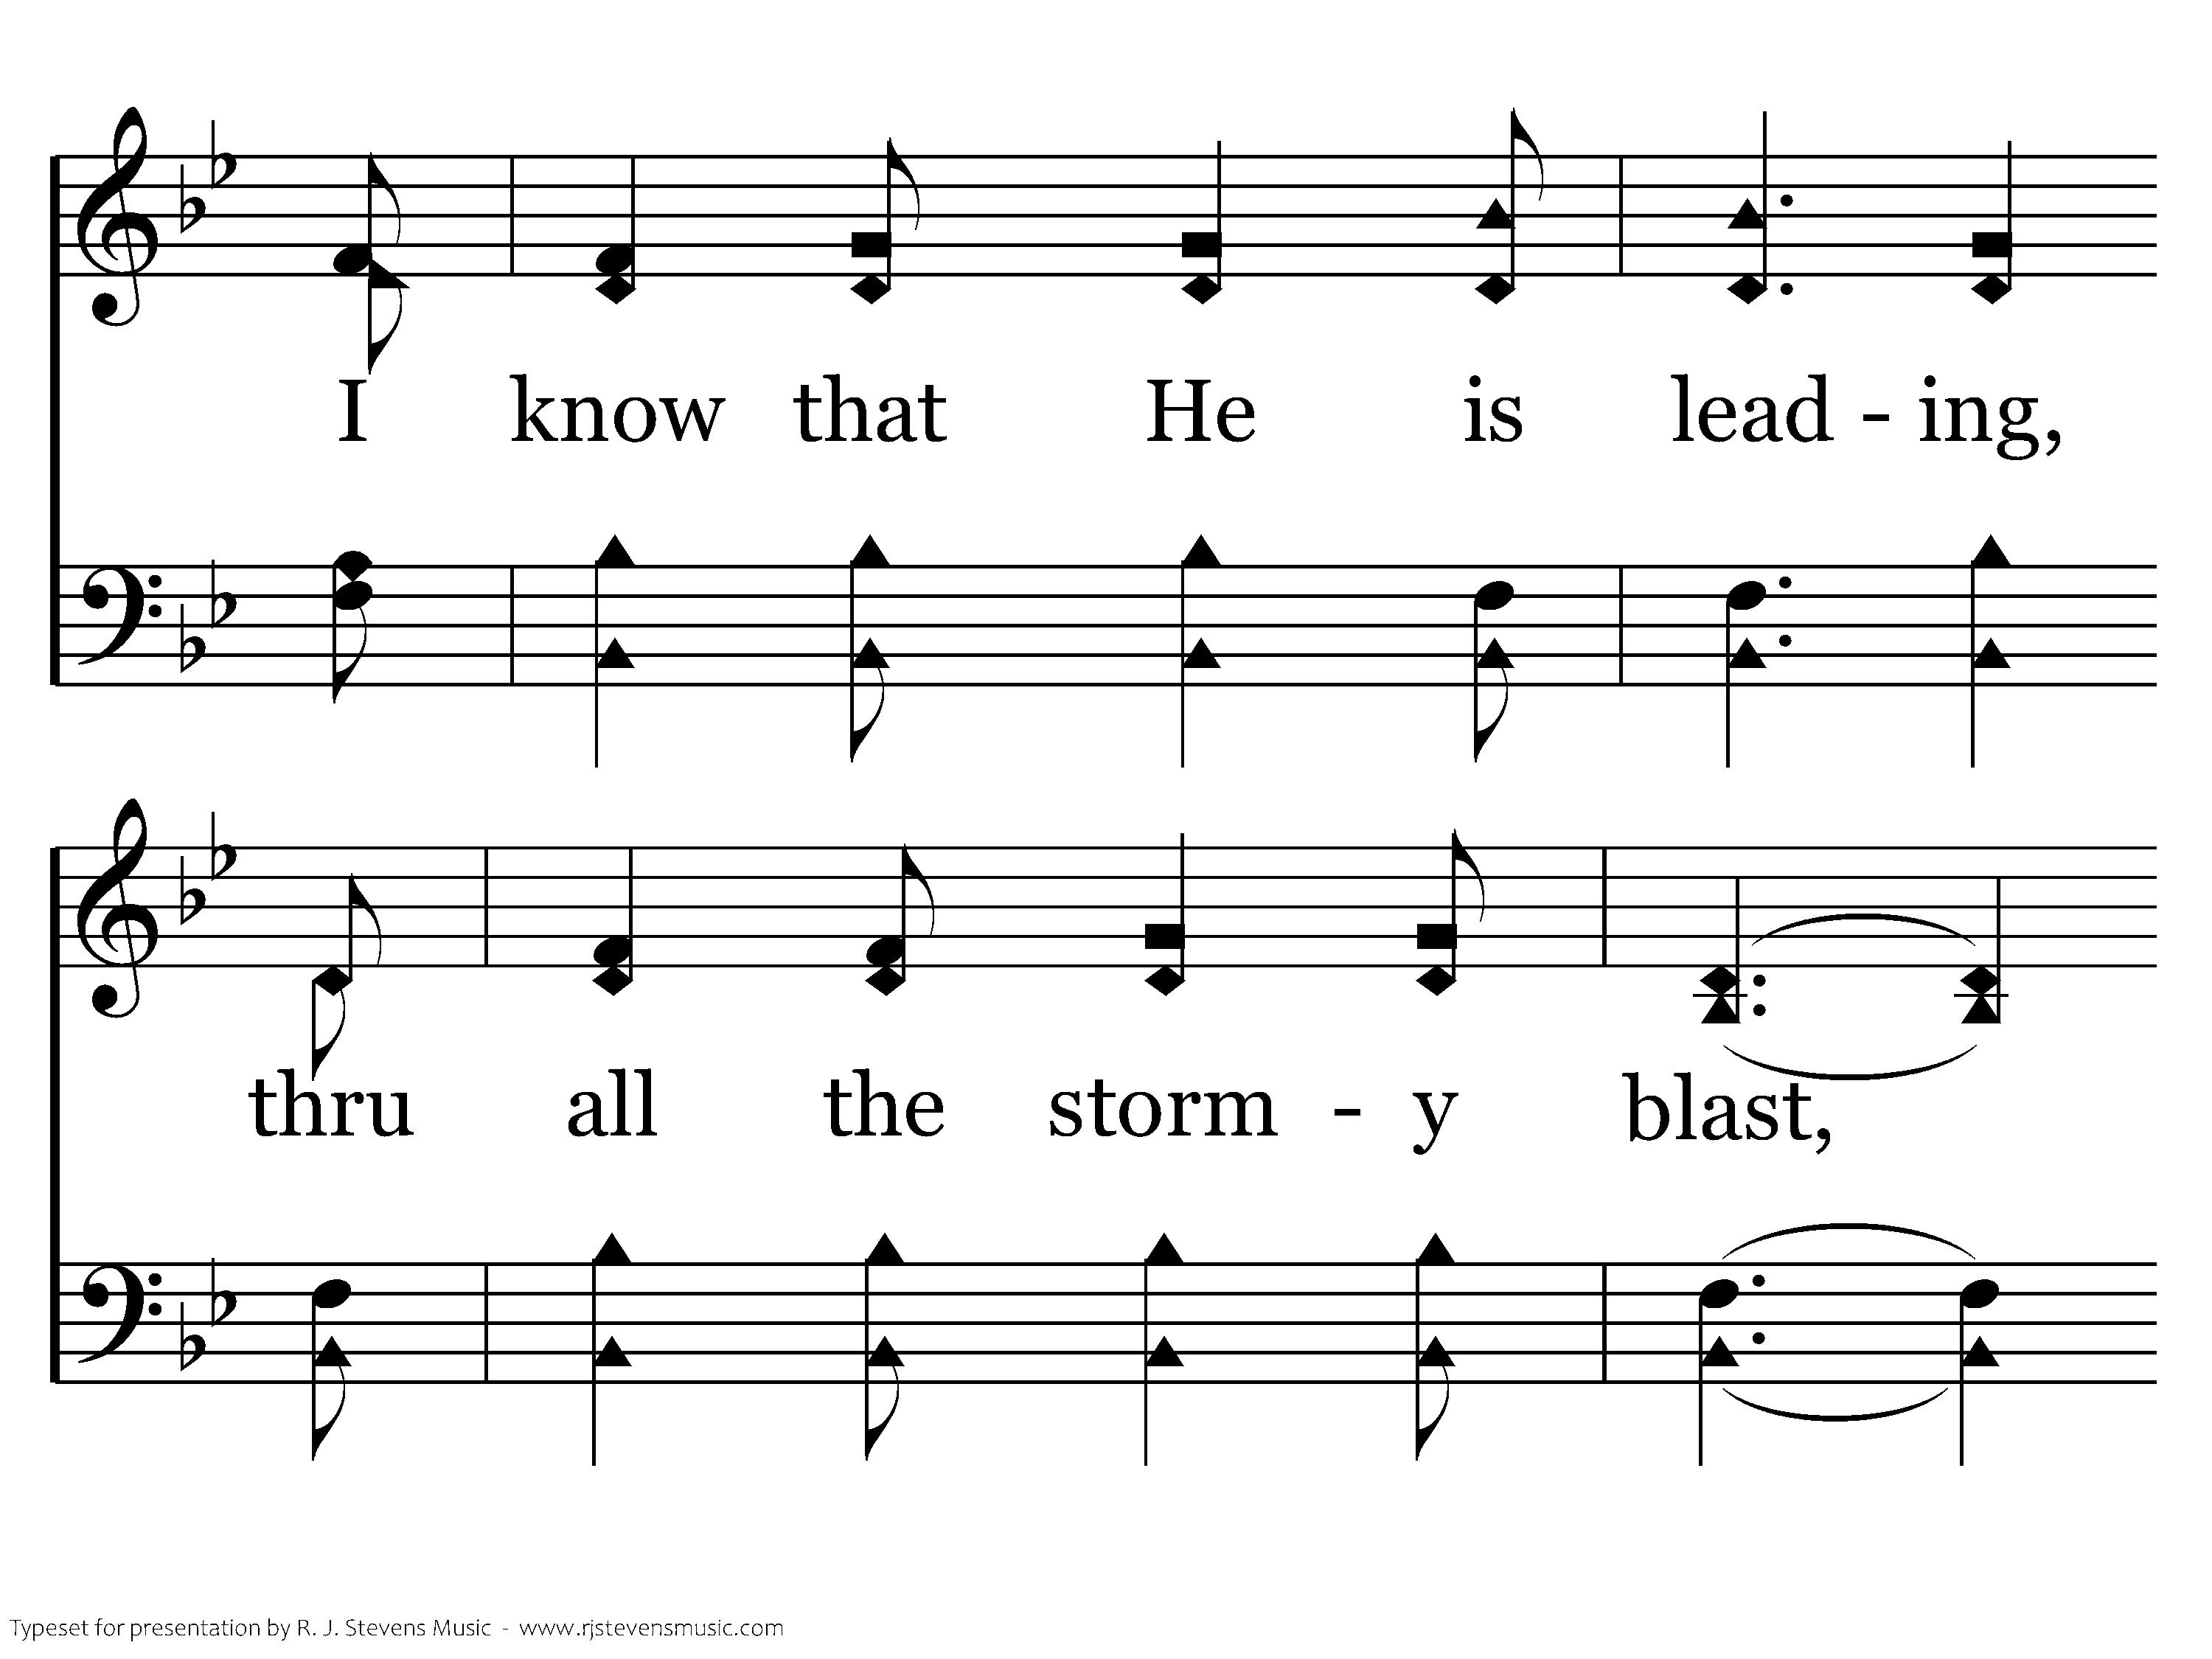 I know that He is lead - ing,
thru all the storm - y blast,
Typeset for presentation by R. J. Stevens Music - www.rjstevensmusic.com